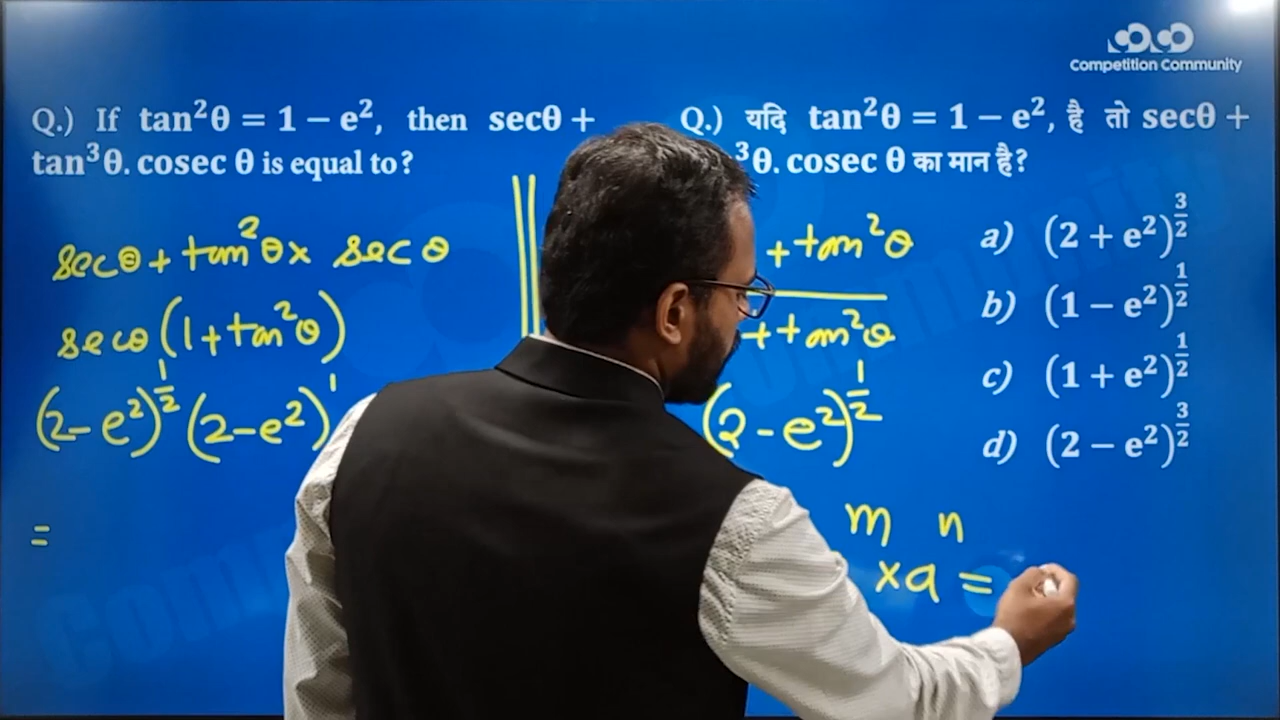 Competition Community
Q.) If tan²θ = 1 − e², then secθ +
tan³θ. cosec θ is equal to?
Q.) यदि tan²θ = 1 − e², है तो secθ +
³θ. cosec θ का मान है?
secθ + tan²θ x secθ
secθ (1 + tan²θ)
(2 - e²)^{1/2} (2 - e²)^1
=
+ tan²θ
+ tan²θ
(2 - e²)^{1/2}
m n
x a =
a) (2 + e²)^{3/2}
b) (1 − e²)^{1/2}
c) (1 + e²)^{1/2}
d) (2 − e²)^{3/2}